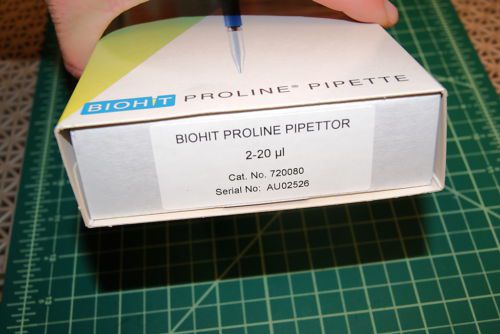 BIOHIT PROLINE® PIPETTE
BIOHIT PROLINE PIPETTOR
2-20 µl
Cat. No. 720080
Serial No: AU02526